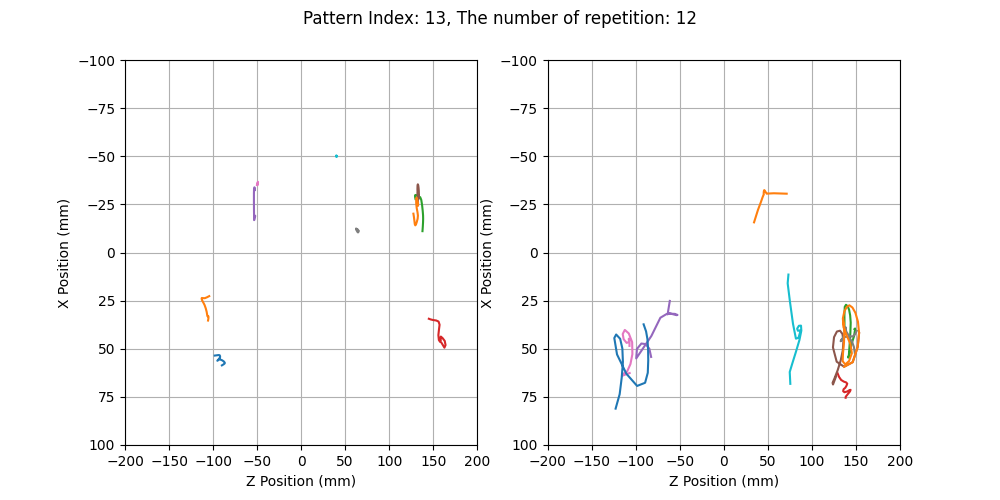 Pattern Index: 13, The number of repetition: 12
−100 −100
−75 −75
−50 −50
−25 −25
0 0
25 25
50 50
75 75
100 100
X Position (mm) X Position (mm)
−200 −150 −100 −50 0 50 100 150 200 −200 −150 −100 −50 0 50 100 150 200
Z Position (mm) Z Position (mm)